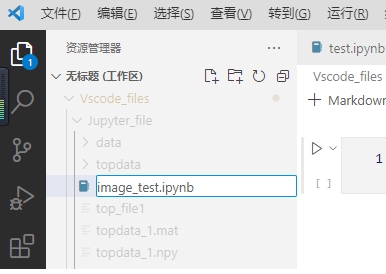 文件(F) 编辑(E) 选择(S) 查看(V) 转到(G) 运行(R)
资源管理器
test.ipynb
1
无标题 (工作区)
Vscode_files
Vscode_files
Markdown
Jupyter_file
data
topdata
1
image_test.ipynb
[ ]
top_file1
topdata_1.mat
topdata_1.npy